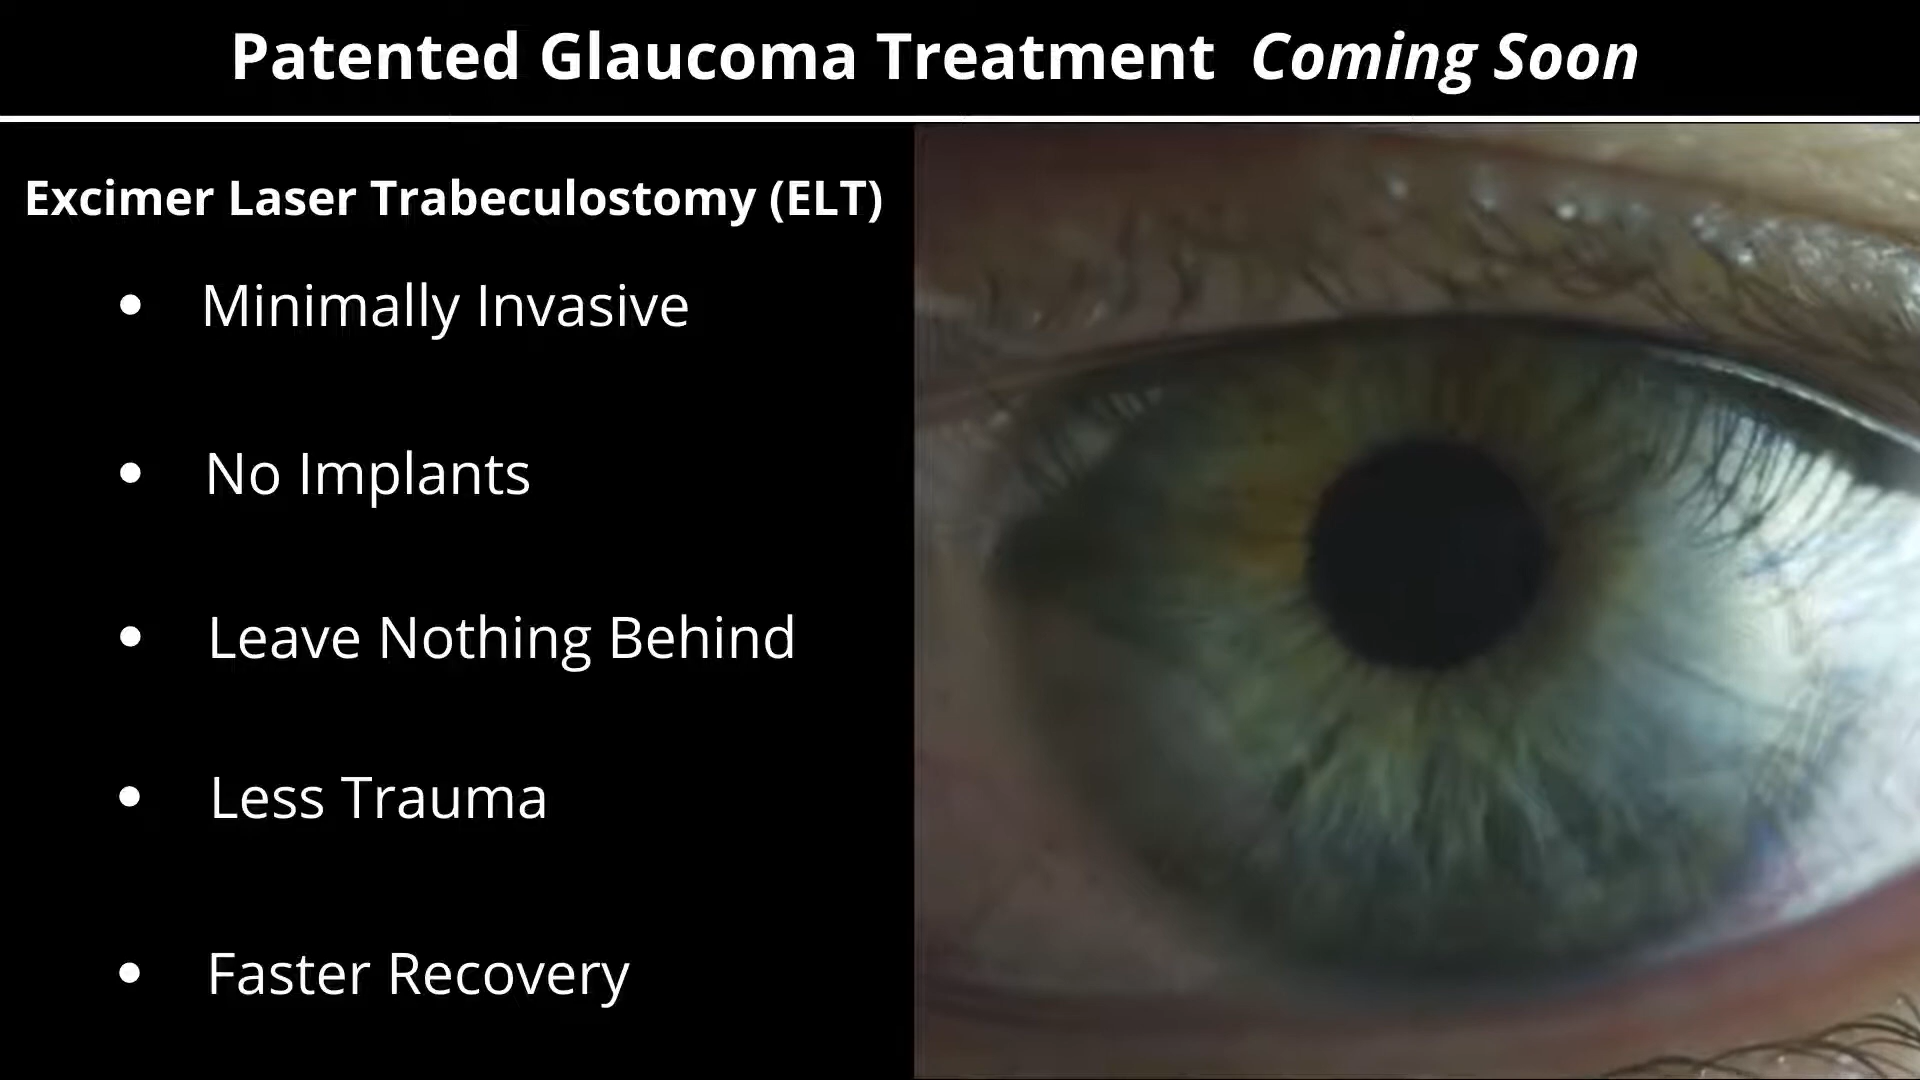 Patented Glaucoma Treatment Coming Soon
Excimer Laser Trabeculostomy (ELT)
• Minimally Invasive
• No Implants
• Leave Nothing Behind
• Less Trauma
• Faster Recovery